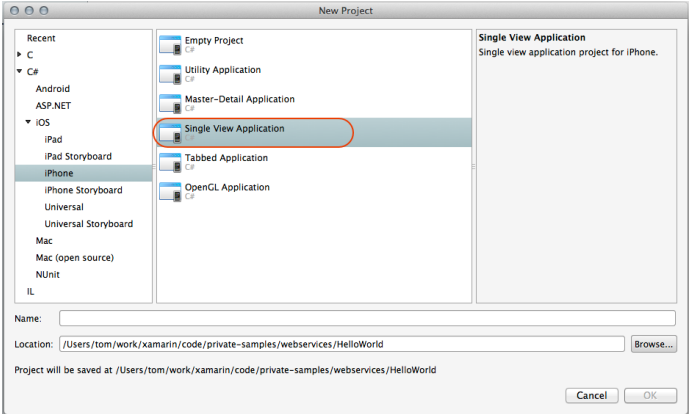 New Project
Recent
C
C#
Android
ASP.NET
iOS
iPad
iPad Storyboard
iPhone
iPhone Storyboard
Universal
Universal Storyboard
Mac
Mac (open source)
NUnit
IL
Empty Project
C#
Utility Application
C#
Master-Detail Application
C#
Single View Application
C#
Tabbed Application
C#
OpenGL Application
C#
Single View Application
Single view application project for iPhone.
Name:
Location: /Users/tom/work/xamarin/code/private-samples/webservices/HelloWorld Browse...
Project will be saved at /Users/tom/work/xamarin/code/private-samples/webservices/HelloWorld
Cancel OK